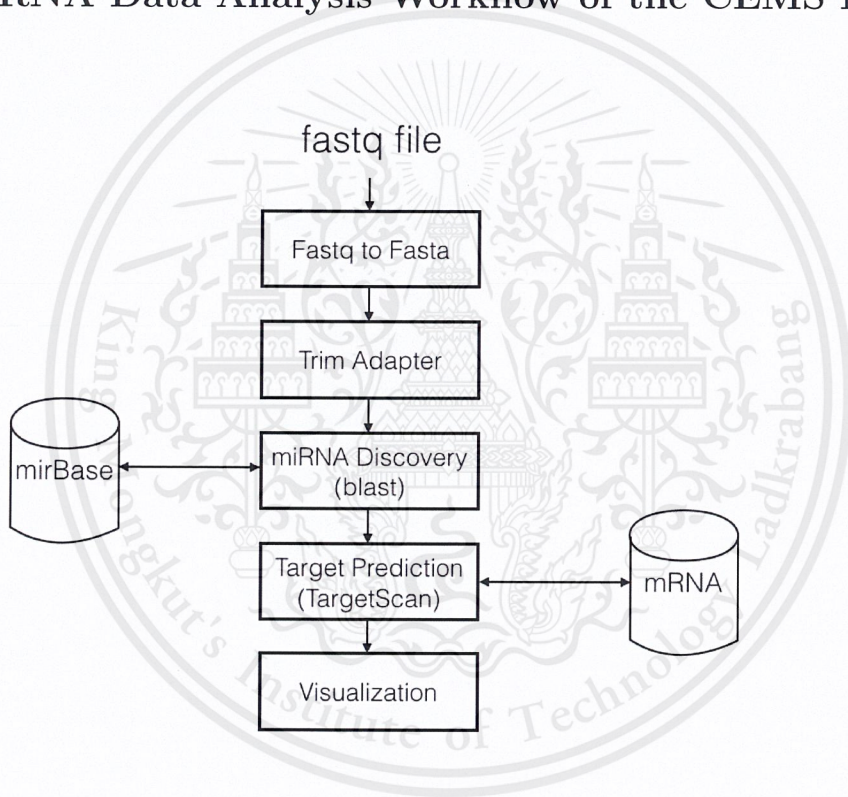 Data Analysis Workflow of the CEMS
fastq file
Fastq to Fasta
Trim Adapter
mirBase
miRNA Discovery
(blast)
Target Prediction
(TargetScan)
mRNA
Visualization
King Mongkut's Institute of Technology Ladkrabang